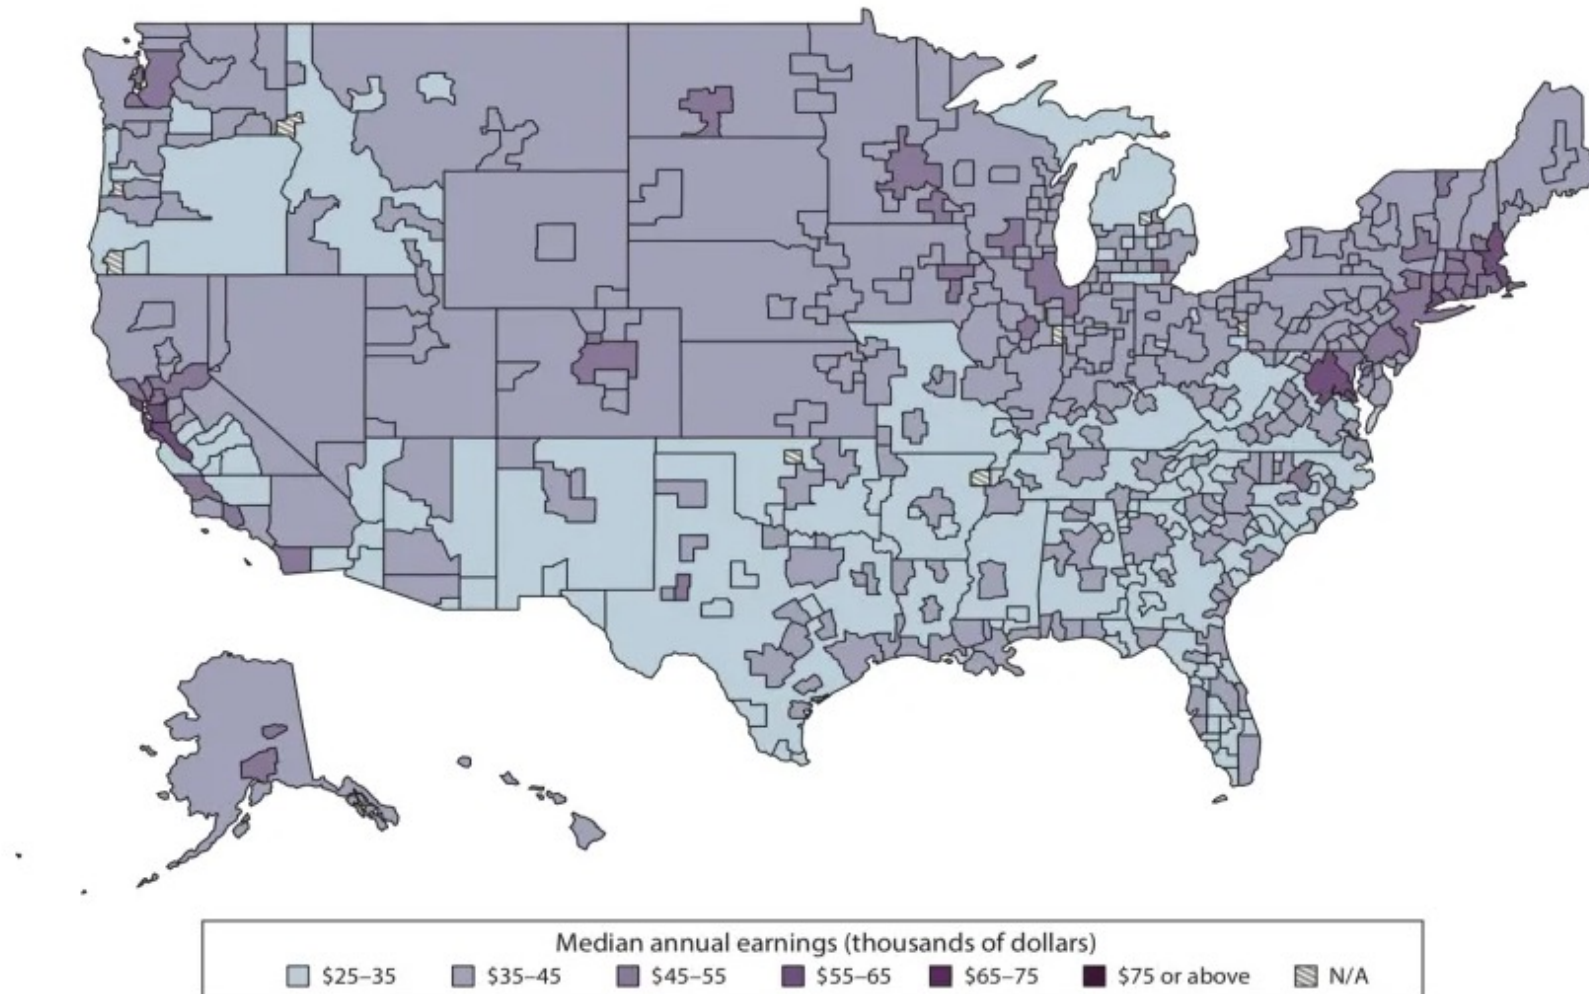 Median annual earnings (thousands of dollars)
$25–35 $35–45 $45–55 $55–65 $65–75 $75 or above N/A